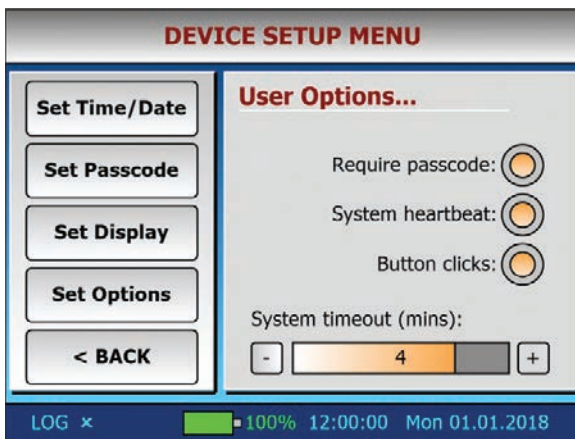 DEVICE SETUP MENU
Set Time/Date
Set Passcode
Set Display
Set Options
< BACK
User Options...
Require passcode:
System heartbeat:
Button clicks:
System timeout (mins):
- 4 +
LOG × 100% 12:00:00 Mon 01.01.2018